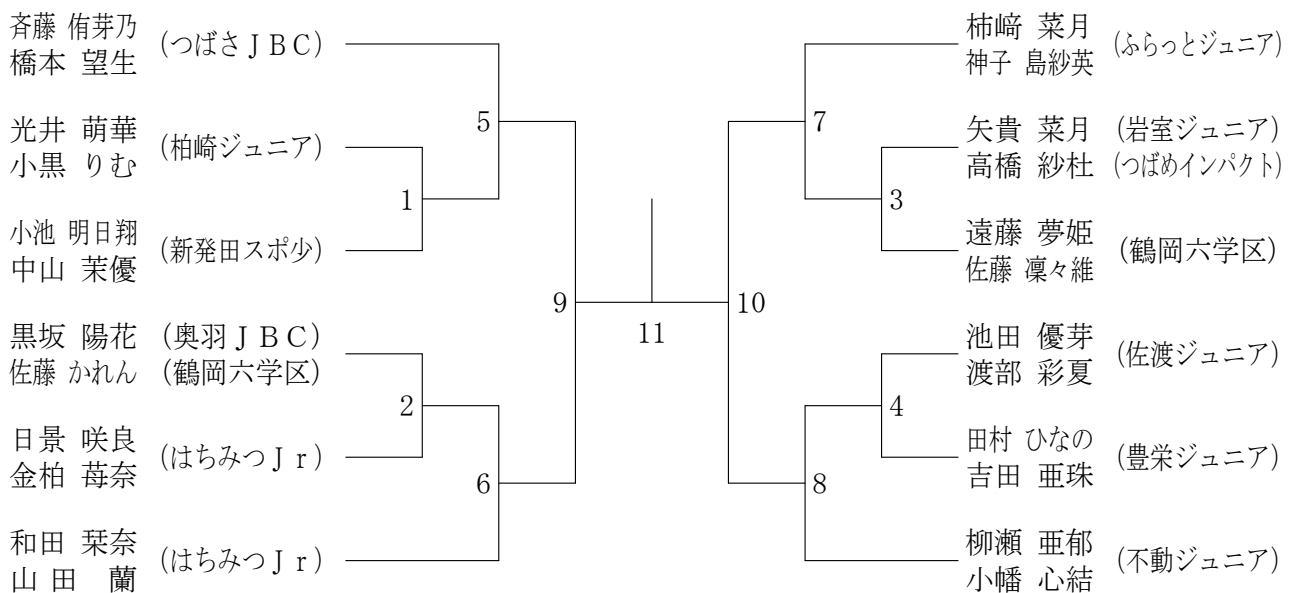 斉藤 侑芽乃
橋本 望生
(つばさＪＢＣ)
光井 萌華
小黒 りむ
(柏崎ジュニア)
小池 明日翔
中山 茉優
(新発田スポ少)
黒坂 陽花 (奥羽ＪＢＣ)
佐藤 かれん (鶴岡六学区)
日景 咲良
金柏 苺奈
(はちみつＪｒ)
和田 栞奈
山田 蘭
(はちみつＪｒ)
5
1
2
6
9
11
10
7
3
4
8
柿﨑 菜月
神子 島紗英
(ふらっとジュニア)
矢貴 菜月 (岩室ジュニア)
高橋 紗杜 (つばめインパクト)
遠藤 夢姫
佐藤 凜々維
(鶴岡六学区)
池田 優芽
渡部 彩夏
(佐渡ジュニア)
田村 ひなの
吉田 亜珠
(豊栄ジュニア)
柳瀬 亜郁
小幡 心結
(不動ジュニア)